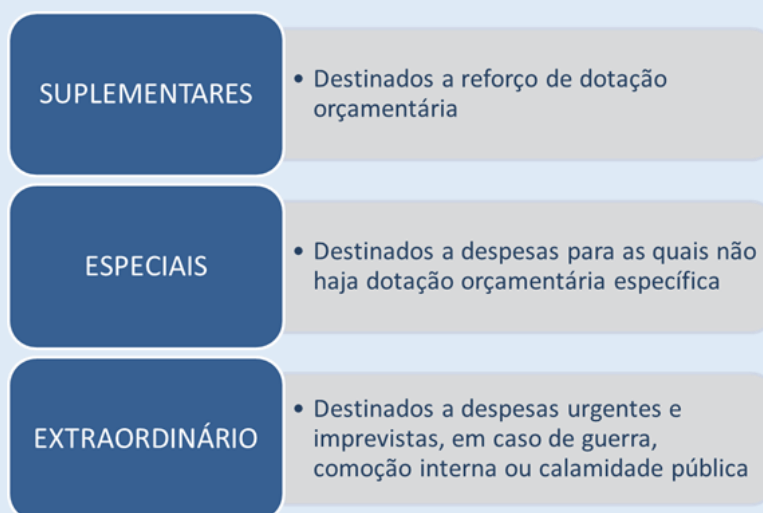 SUPLEMENTARES
• Destinados a reforço de dotação
orçamentária
ESPECIAIS
• Destinados a despesas para as quais não
haja dotação orçamentária específica
EXTRAORDINÁRIO
• Destinados a despesas urgentes e
imprevistas, em caso de guerra,
comoção interna ou calamidade pública